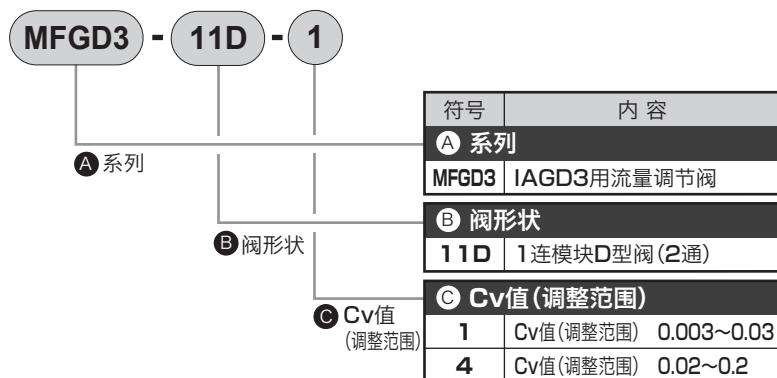 MFGD3 - 11D - 1
符号 内 容
A 系列
A 系列
MFGD3 IAGD3用流量调节阀
B 阀形状
B 阀形状
11D 1连模块D型阀(2通)
C Cv值(调整范围)
C Cv值
(调整范围)
1 Cv值(调整范围) 0.003~0.03
4 Cv值(调整范围) 0.02~0.2